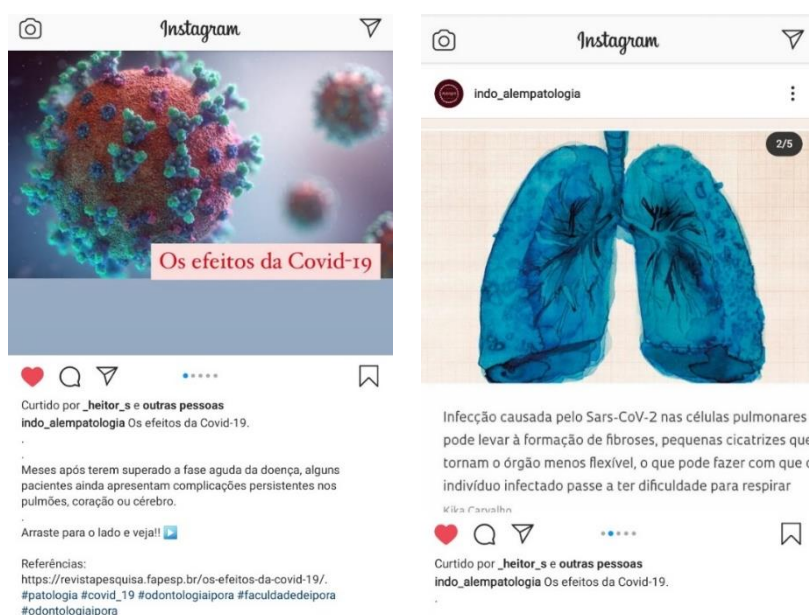 Instagram
Os efeitos da Covid-19
Curtido por _heitor_s e outras pessoas
indo_alempatologia Os efeitos da Covid-19.
.
.
Meses após terem superado a fase aguda da doença, alguns
pacientes ainda apresentam complicações persistentes nos
pulmões, coração ou cérebro.
.
Arraste para o lado e veja!!
Referências:
https://revistapesquisa.fapesp.br/os-efeitos-da-covid-19/.
#patologia #covid_19 #odontologiaipora #faculdadedeipora
#odontologiaipora
Instagram
indo_alempatologia
2/5
Infecção causada pelo Sars-CoV-2 nas células pulmonares
pode levar à formação de fibroses, pequenas cicatrizes que
tornam o órgão menos flexível, o que pode fazer com que o
indivíduo infectado passe a ter dificuldade para respirar
Kika Carvalho
Curtido por _heitor_s e outras pessoas
indo_alempatologia Os efeitos da Covid-19.
.